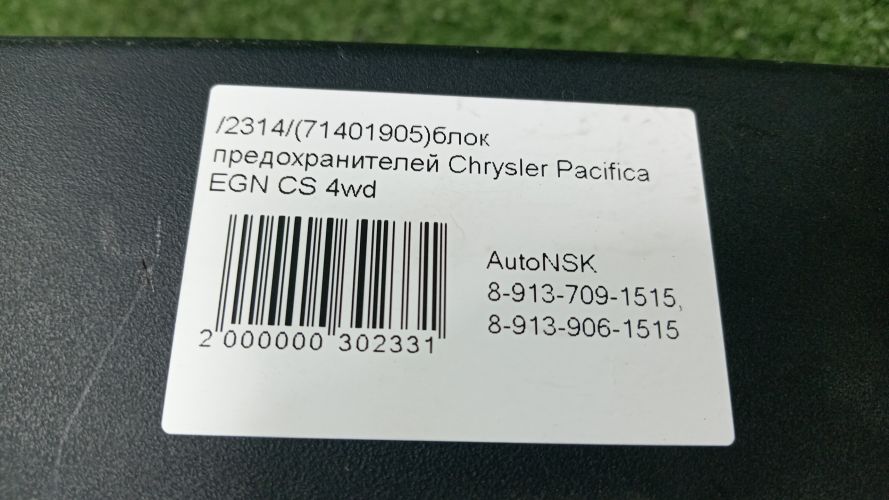 /2314/(71401905)блок
предохранителей Chrysler Pacifica
EGN CS 4wd
2 000000 302331
AutoNSK
8-913-709-1515,
8-913-906-1515